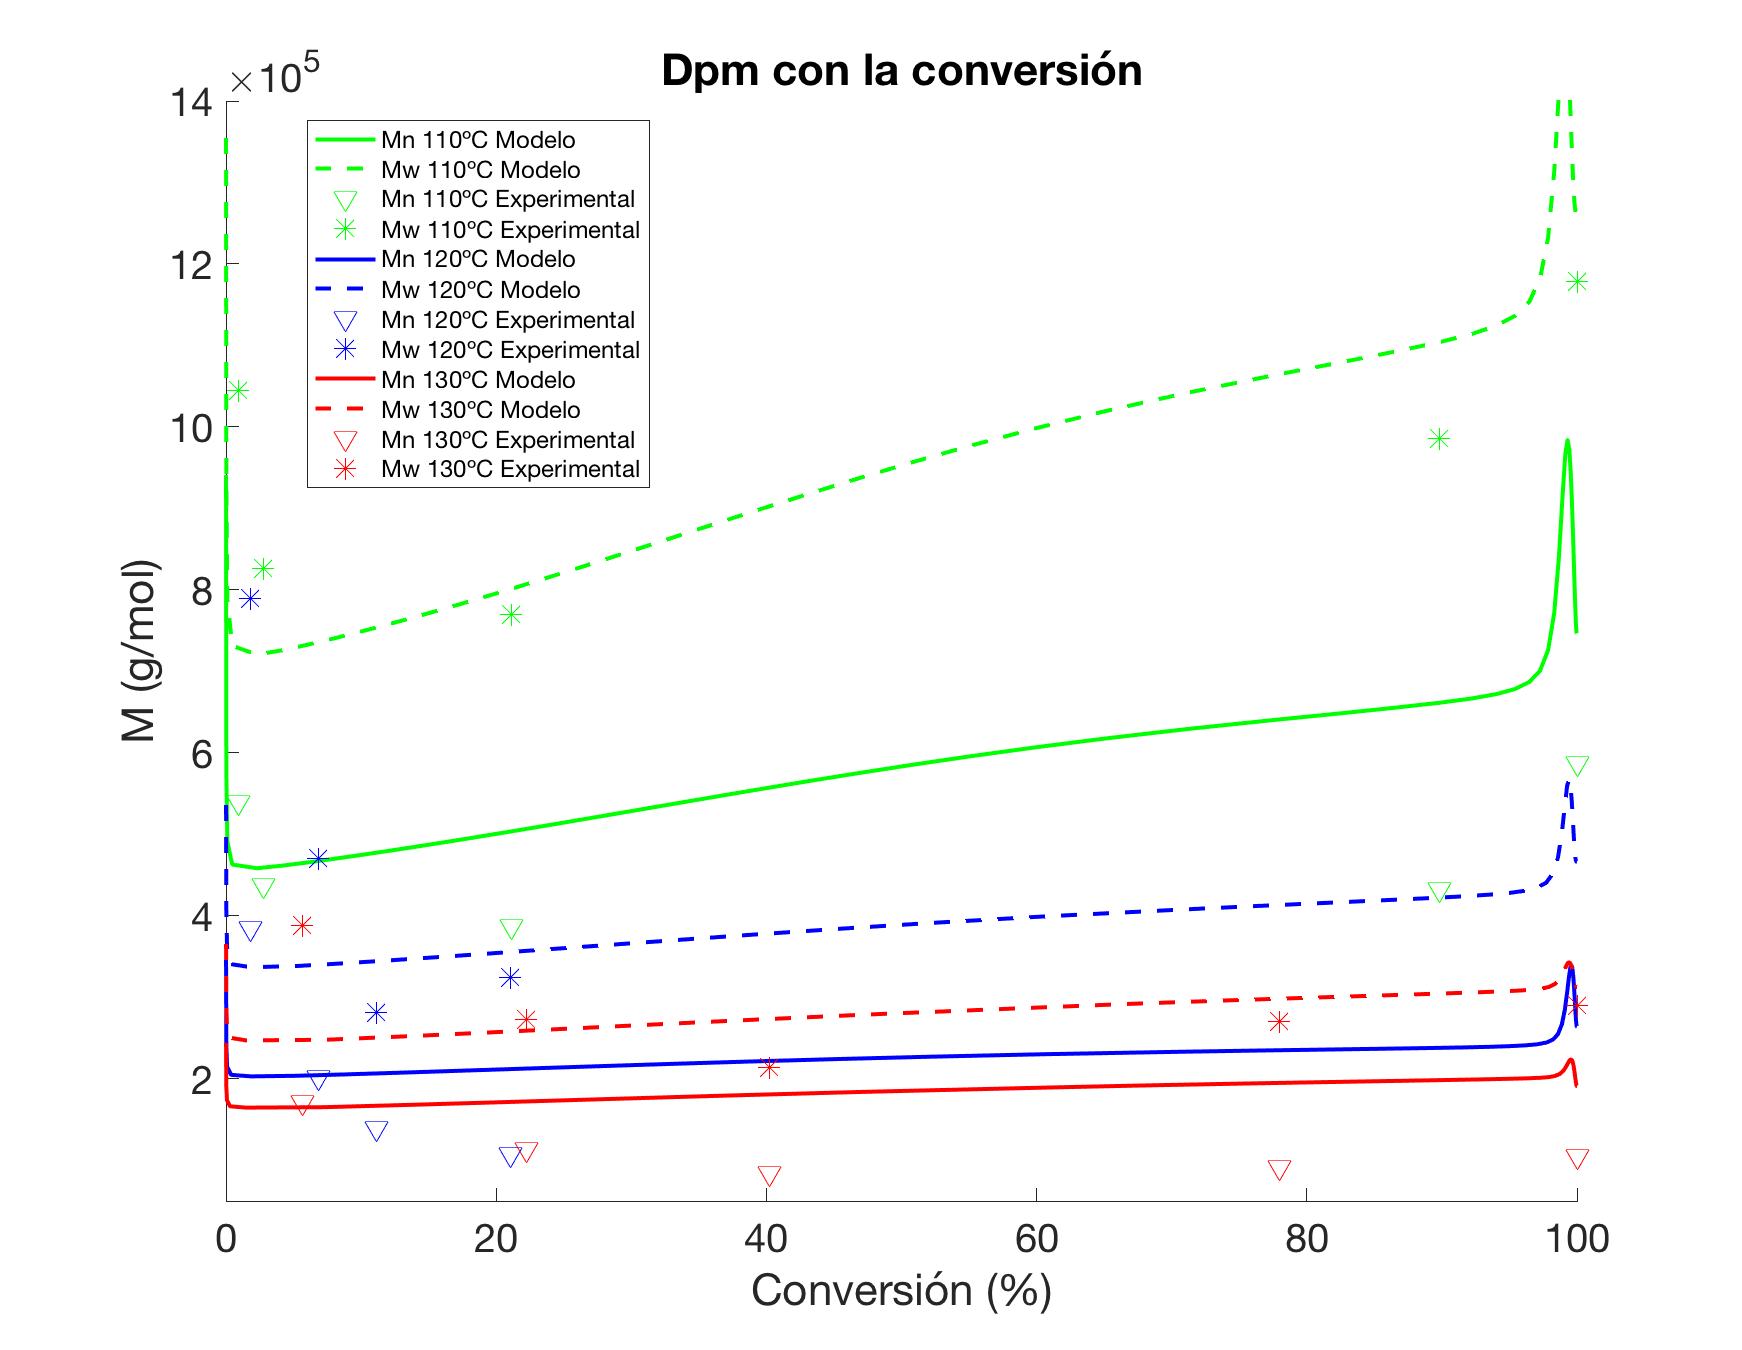 Dpm con la conversión
×10^5
14
12
10
8
6
4
2
M (g/mol)
Mn 110ºC Modelo
Mw 110ºC Modelo
Mn 110ºC Experimental
Mw 110ºC Experimental
Mn 120ºC Modelo
Mw 120ºC Modelo
Mn 120ºC Experimental
Mw 120ºC Experimental
Mn 130ºC Modelo
Mw 130ºC Modelo
Mn 130ºC Experimental
Mw 130ºC Experimental
0 20 40 60 80 100
Conversión (%)